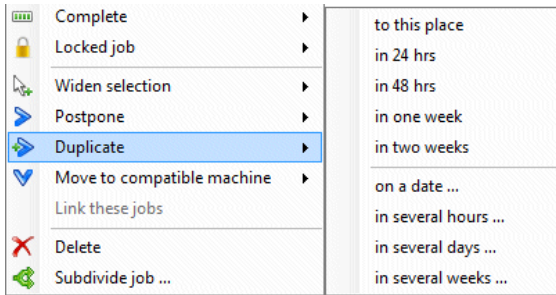 Complete
Locked job
Widen selection
Postpone
Duplicate
Move to compatible machine
Link these jobs
Delete
Subdivide job ...
to this place
in 24 hrs
in 48 hrs
in one week
in two weeks
on a date ...
in several hours ...
in several days ...
in several weeks ...